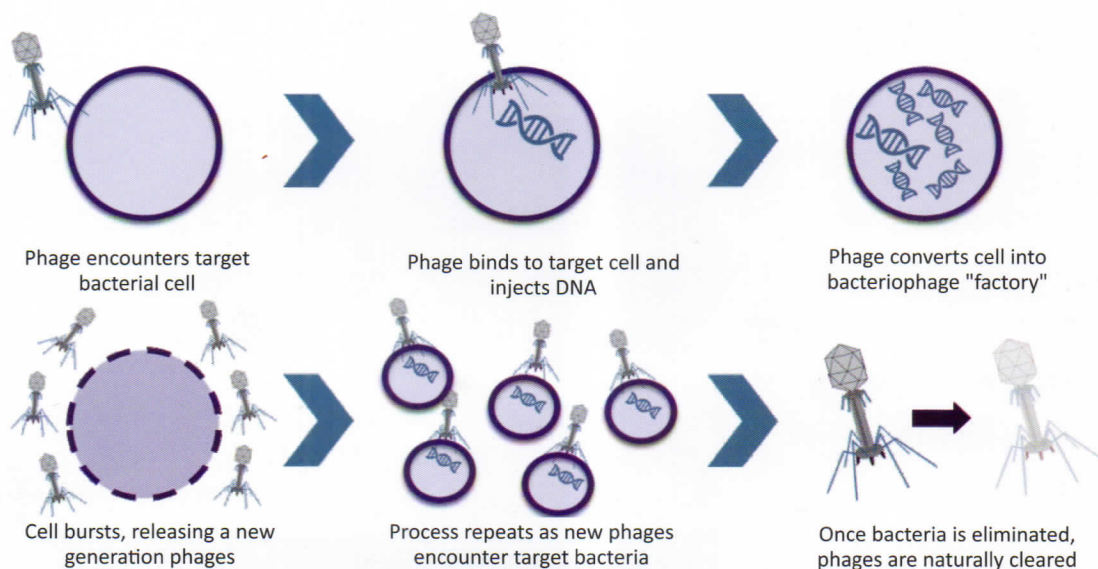 Phage encounters target
bacterial cell
Phage binds to target cell and
injects DNA
Phage converts cell into
bacteriophage "factory"
Cell bursts, releasing a new
generation phages
Process repeats as new phages
encounter target bacteria
Once bacteria is eliminated,
phages are naturally cleared